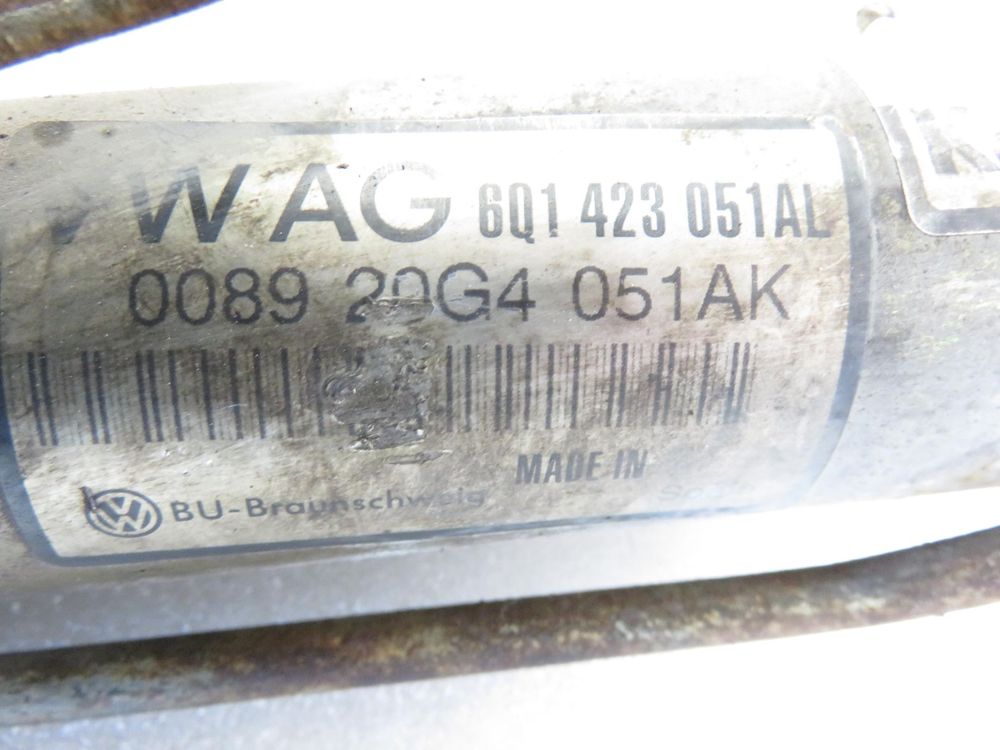 VW AG 6Q1 423 051AL
0089 20G4 051AK
MADE IN
BU-Braunschweig